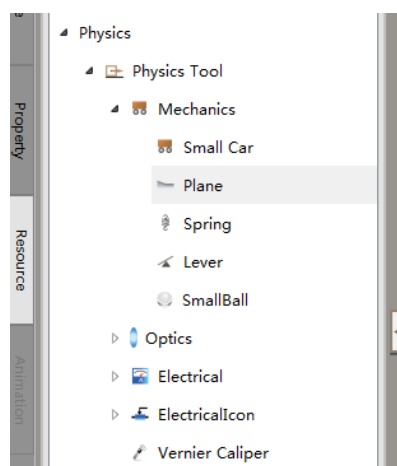 Physics
Physics Tool
Mechanics
Small Car
Plane
Spring
Lever
SmallBall
Optics
Electrical
ElectricalIcon
Vernier Caliper
Property
Resource
Animation